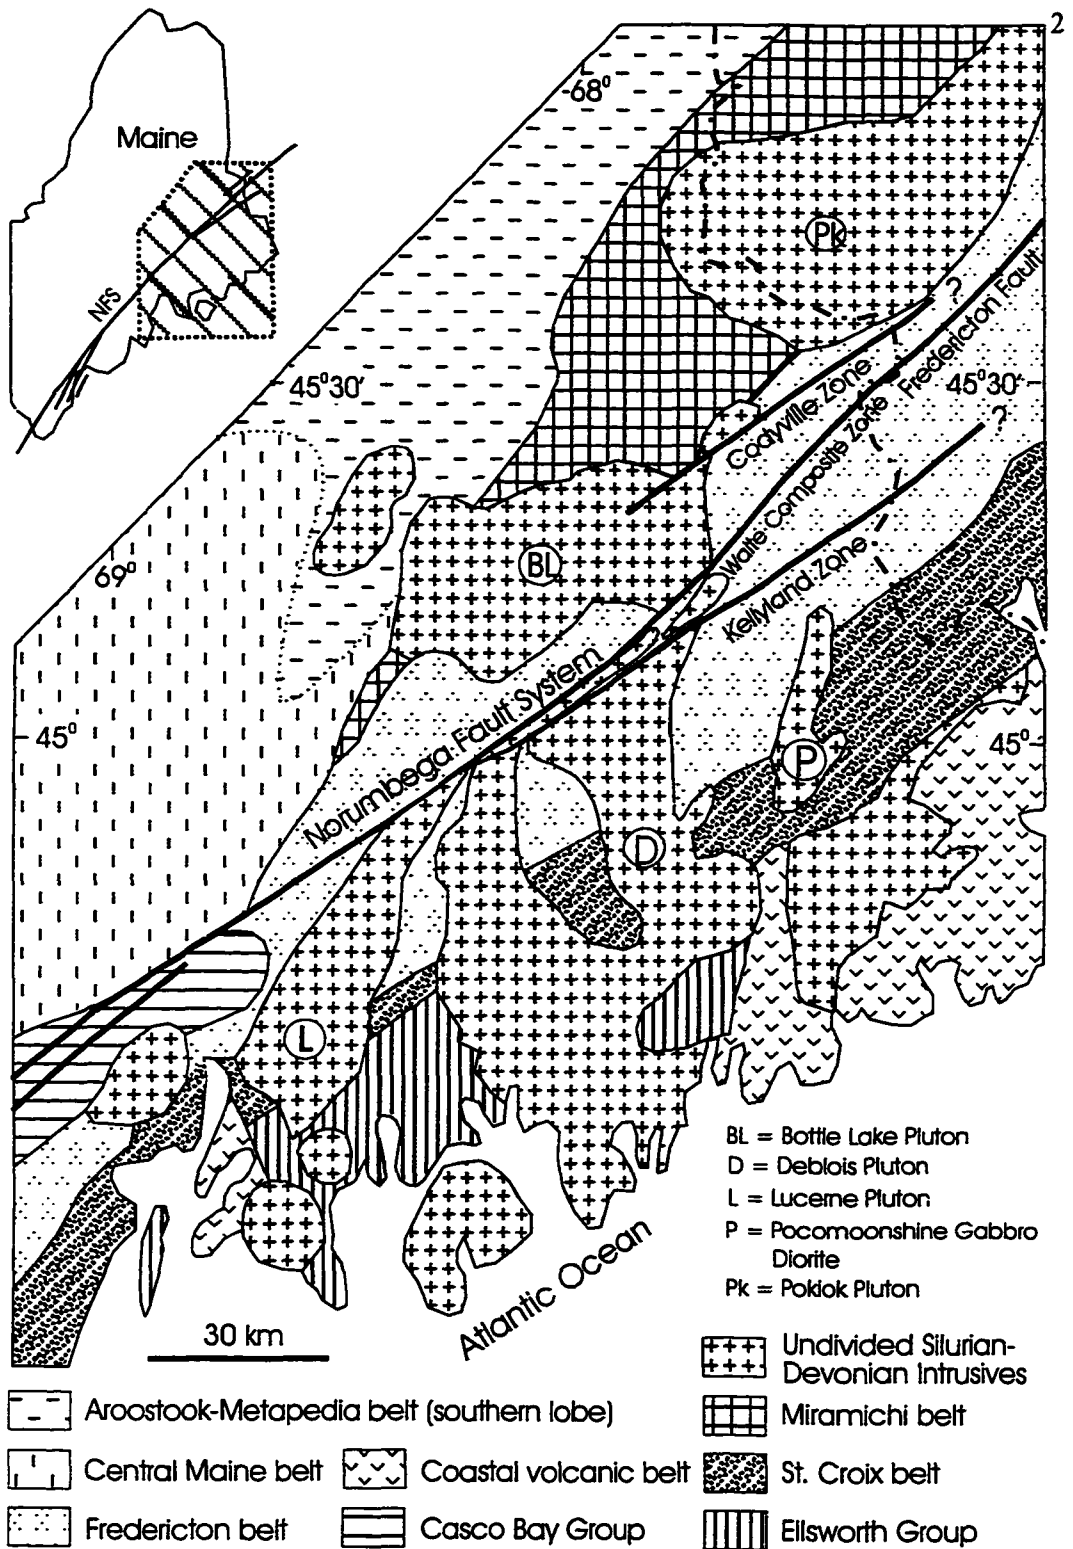 2
Maine
NFS
68°
Pk
?
Fredericton Fault
45°30'
45°30'
Codyville Zone
Waite Composite Zone
?
Kellyland Zone
BL
69°
Norumbega Fault System
45°
45°
P
D
L
Atlantic Ocean
BL = Bottle Lake Pluton
D = Deblois Pluton
L = Lucerne Pluton
P = Pocomoonshine Gabbro
Diorite
Pk = Pokiok Pluton
30 km
Undivided Silurian-
Devonian Intrusives
Aroostook-Metapedia belt (southern lobe)
Miramichi belt
Central Maine belt
Coastal volcanic belt
St. Croix belt
Fredericton belt
Casco Bay Group
Ellsworth Group